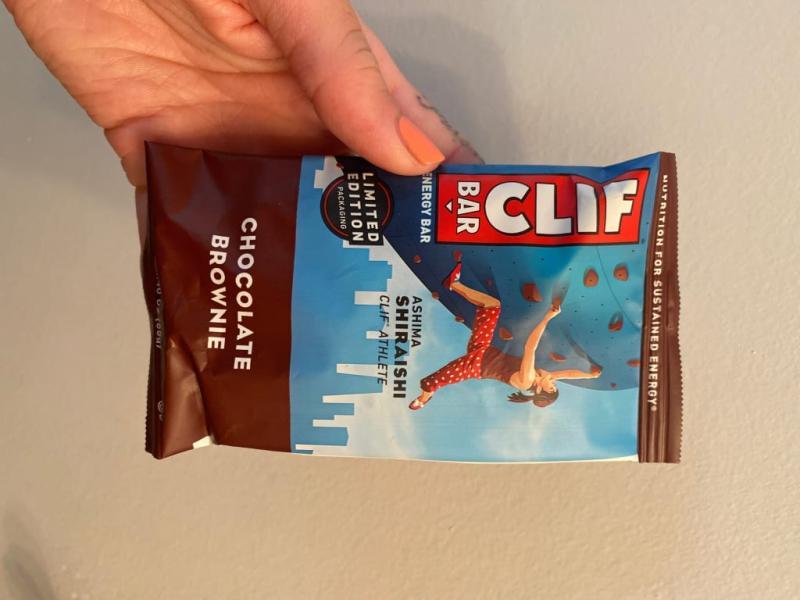 NUTRITION FOR SUSTAINED ENERGY®
CLIF
BAR
ENERGY BAR
LIMITED
EDITION
PACKAGING
ASHIMA
SHIRAISHI
CLIF® ATHLETE
CHOCOLATE
BROWNIE